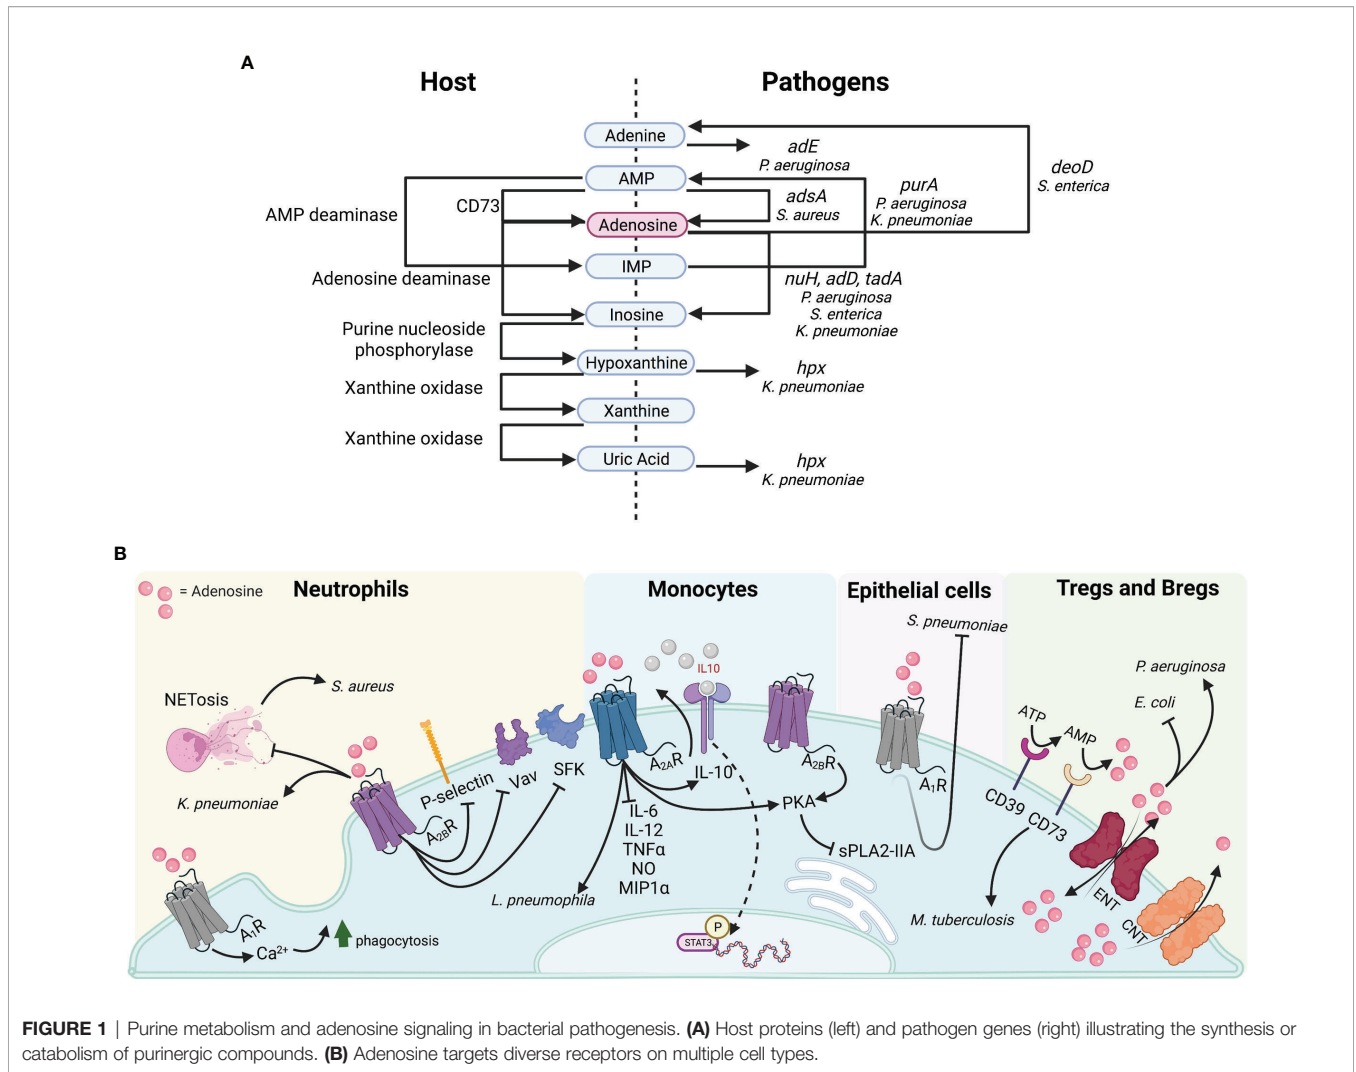 A
Host
Pathogens
Adenine
adE
P. aeruginosa
deoD
S. enterica
AMP
AMP deaminase
CD73
adsA
S. aureus
purA
P. aeruginosa
K. pneumoniae
Adenosine
IMP
Adenosine deaminase
nuH, adD, tadA
P. aeruginosa
S. enterica
K. pneumoniae
Inosine
Purine nucleoside
phosphorylase
Hypoxanthine
hpx
K. pneumoniae
Xanthine oxidase
Xanthine
Xanthine oxidase
Uric Acid
hpx
K. pneumoniae
B
= Adenosine
Neutrophils
Monocytes
Epithelial cells
Tregs and Bregs
NETosis
S. aureus
K. pneumoniae
P-selectin
Vav
SFK
A2BR
A1R
Ca2+
phagocytosis
IL10
A2AR
IL-10
IL-6
IL-12
TNFα
NO
MIP1α
L. pneumophila
A2BR
PKA
sPLA2-IIA
P
STAT3
S. pneumoniae
A1R
P. aeruginosa
E. coli
ATP
AMP
CD39
CD73
M. tuberculosis
ENT
CNT
FIGURE 1 | Purine metabolism and adenosine signaling in bacterial pathogenesis. (A) Host proteins (left) and pathogen genes (right) illustrating the synthesis or
catabolism of purinergic compounds. (B) Adenosine targets diverse receptors on multiple cell types.